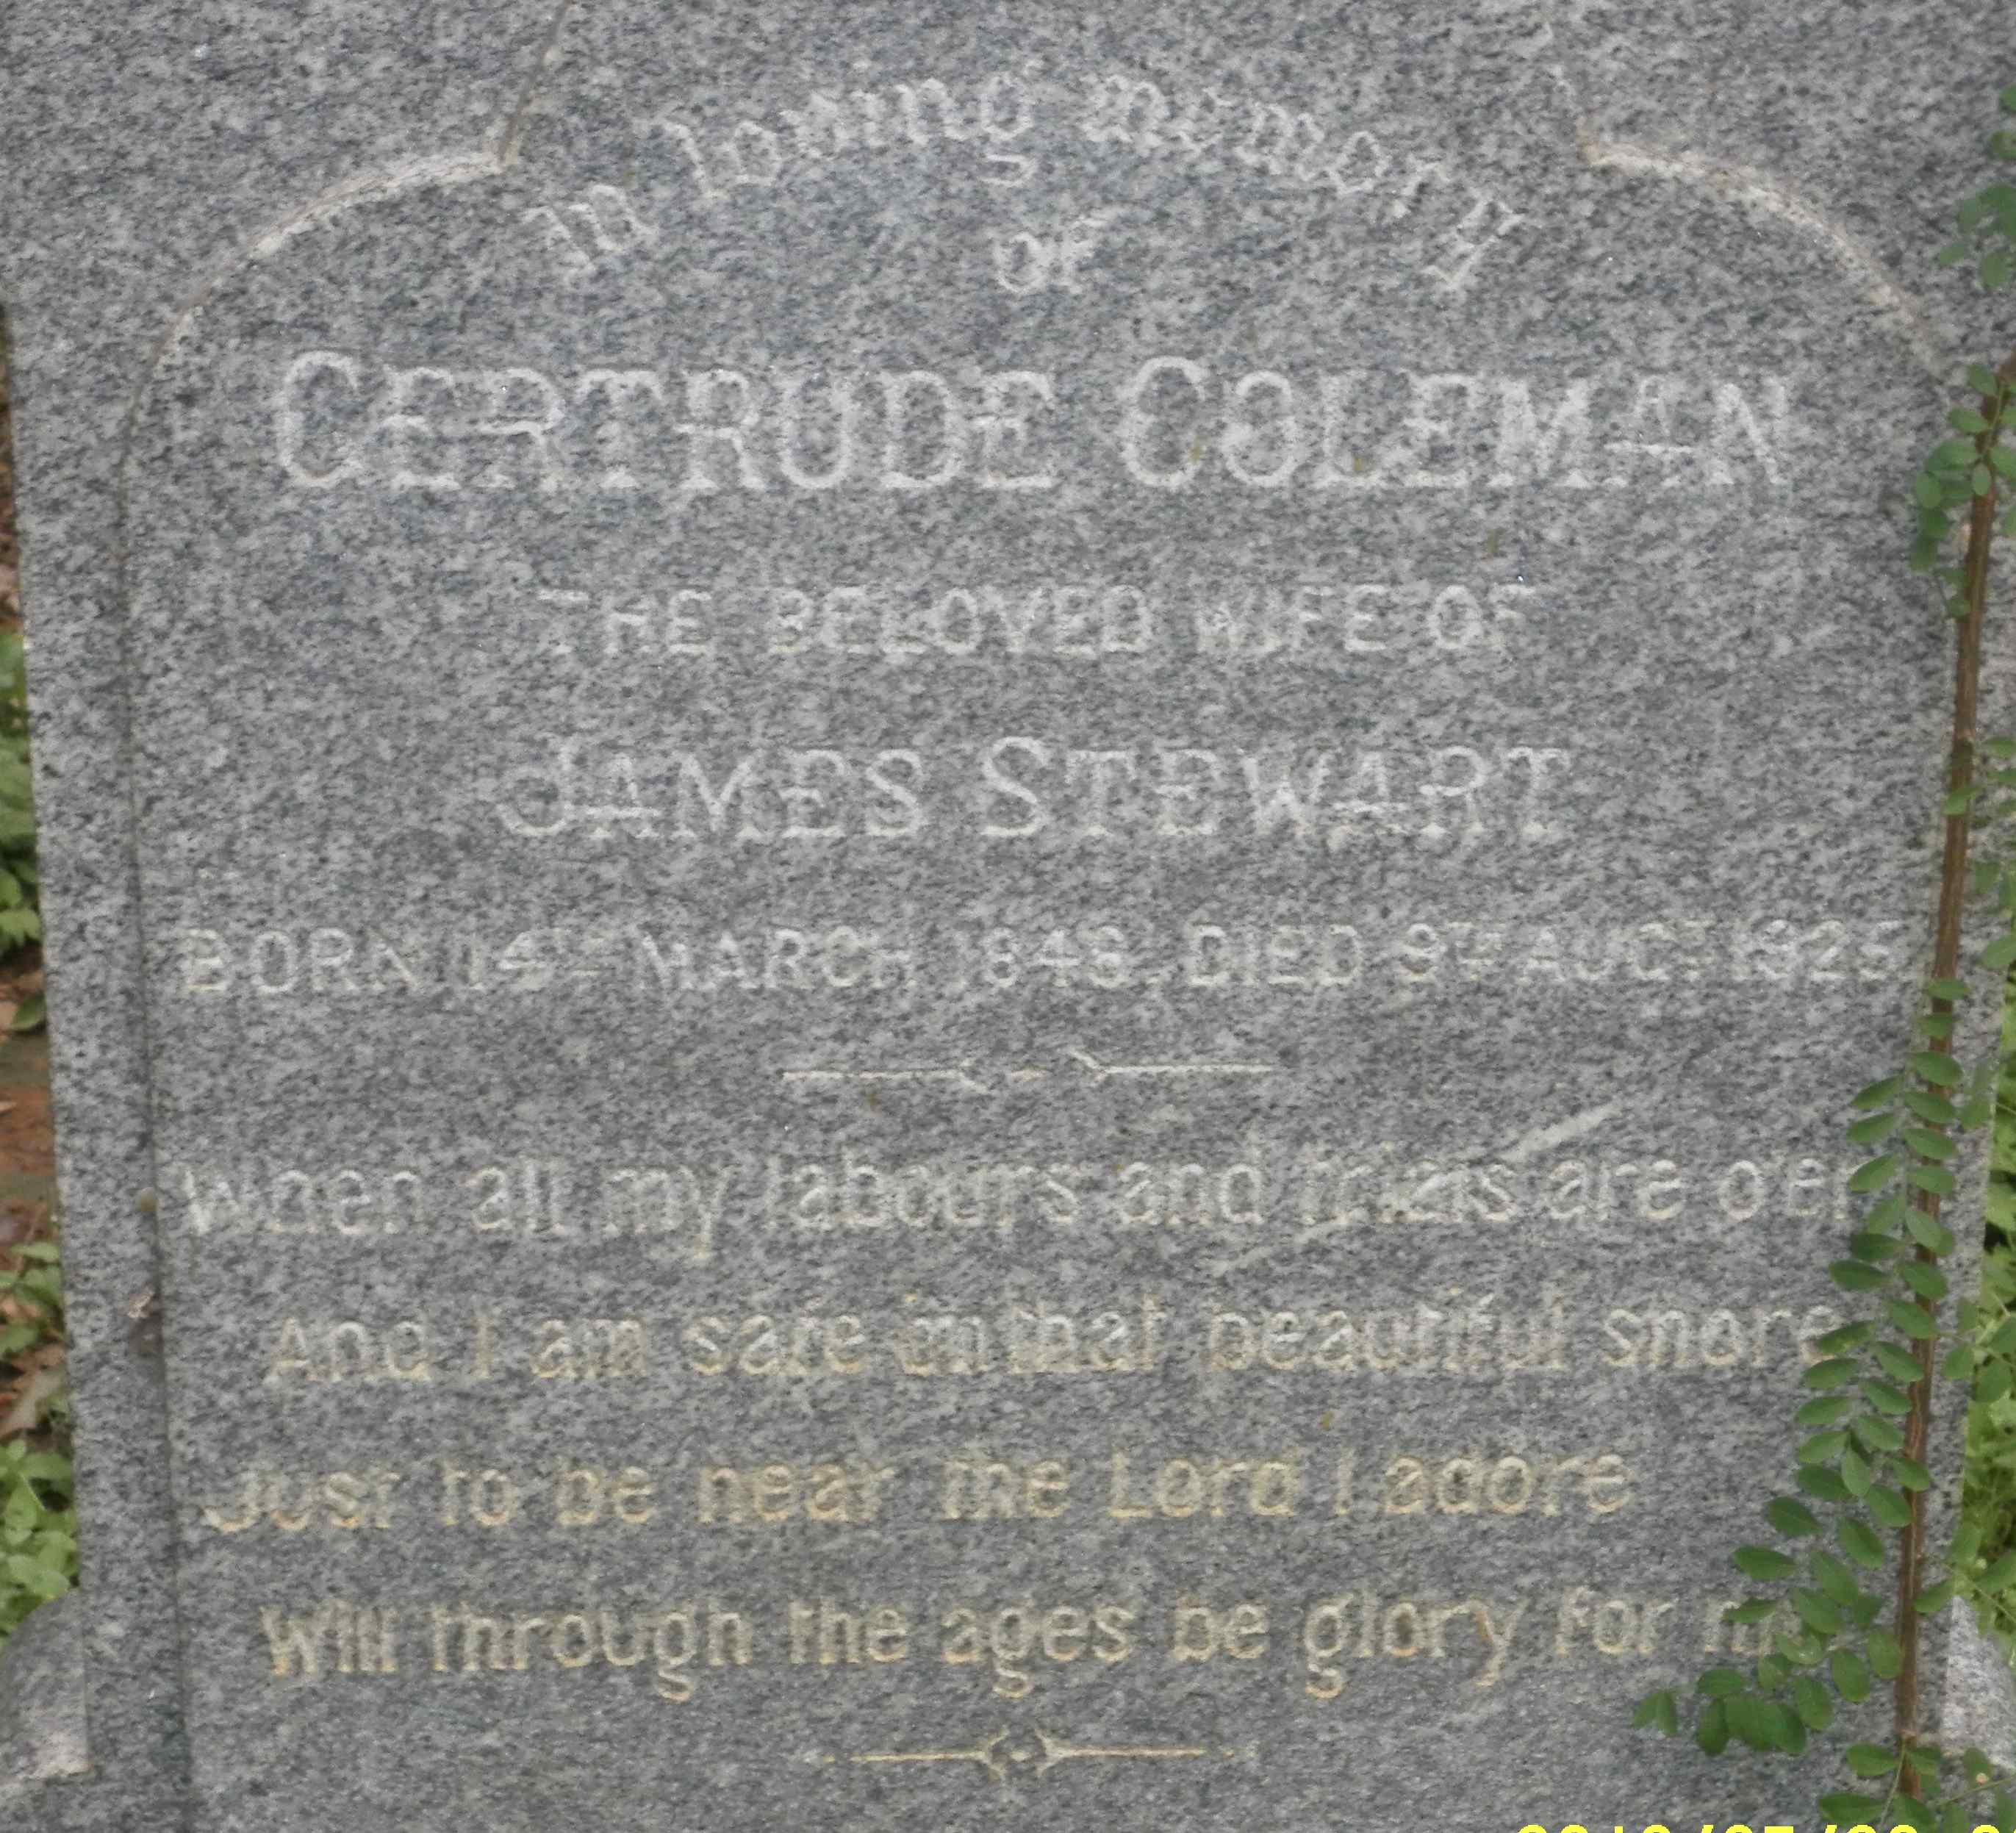 In loving memory
OF
GERTRUDE COLEMAN
THE BELOVED WIFE OF
JAMES STEWART
BORN 14TH MARCH 1848. DIED 9TH AUGT 1925
When all my labours and trials are o'er
And I am safe on that beautiful shore
Just to be near the Lord I adore
Will through the ages be glory for